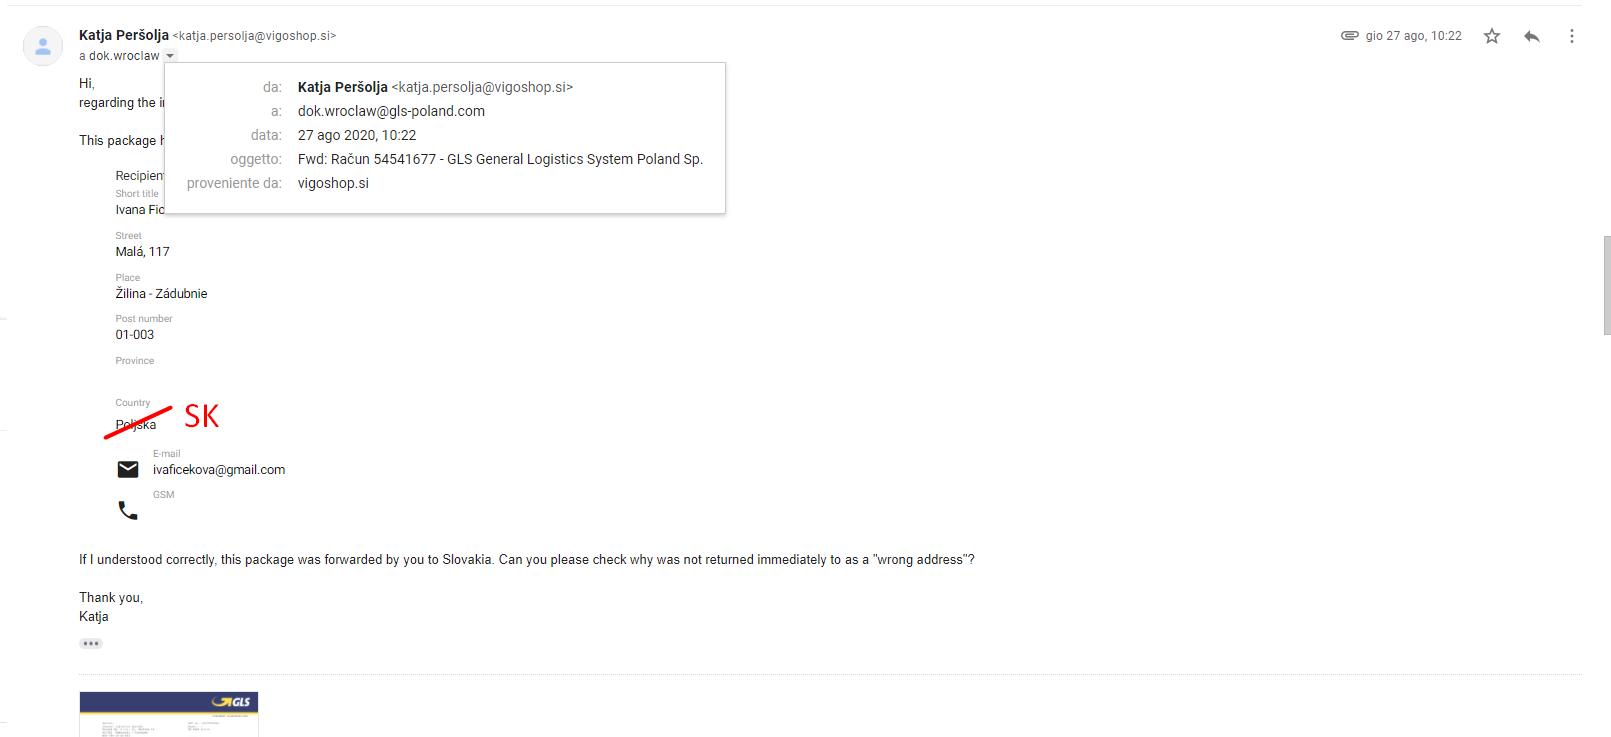 Katja Peršolja <katja.persolja@vigoshop.si>
gio 27 ago, 10:22
a dok.wroclaw
Hi,
regarding the
da: Katja Peršolja <katja.persolja@vigoshop.si>
a: dok.wroclaw@gls-poland.com
data: 27 ago 2020, 10:22
oggetto: Fwd: Račun 54541677 - GLS General Logistics System Poland Sp.
proveniente da: vigoshop.si
This package
Recipien
Short title
Ivana Fic
Street
Malá, 117
Place
Žilina - Zádubnie
Post number
01-003
Province
Country
Poljska SK
E-mail
ivaficekova@gmail.com
GSM
If I understood correctly, this package was forwarded by you to Slovakia. Can you please check why was not returned immediately to as a "wrong address"?
Thank you,
Katja
GLS